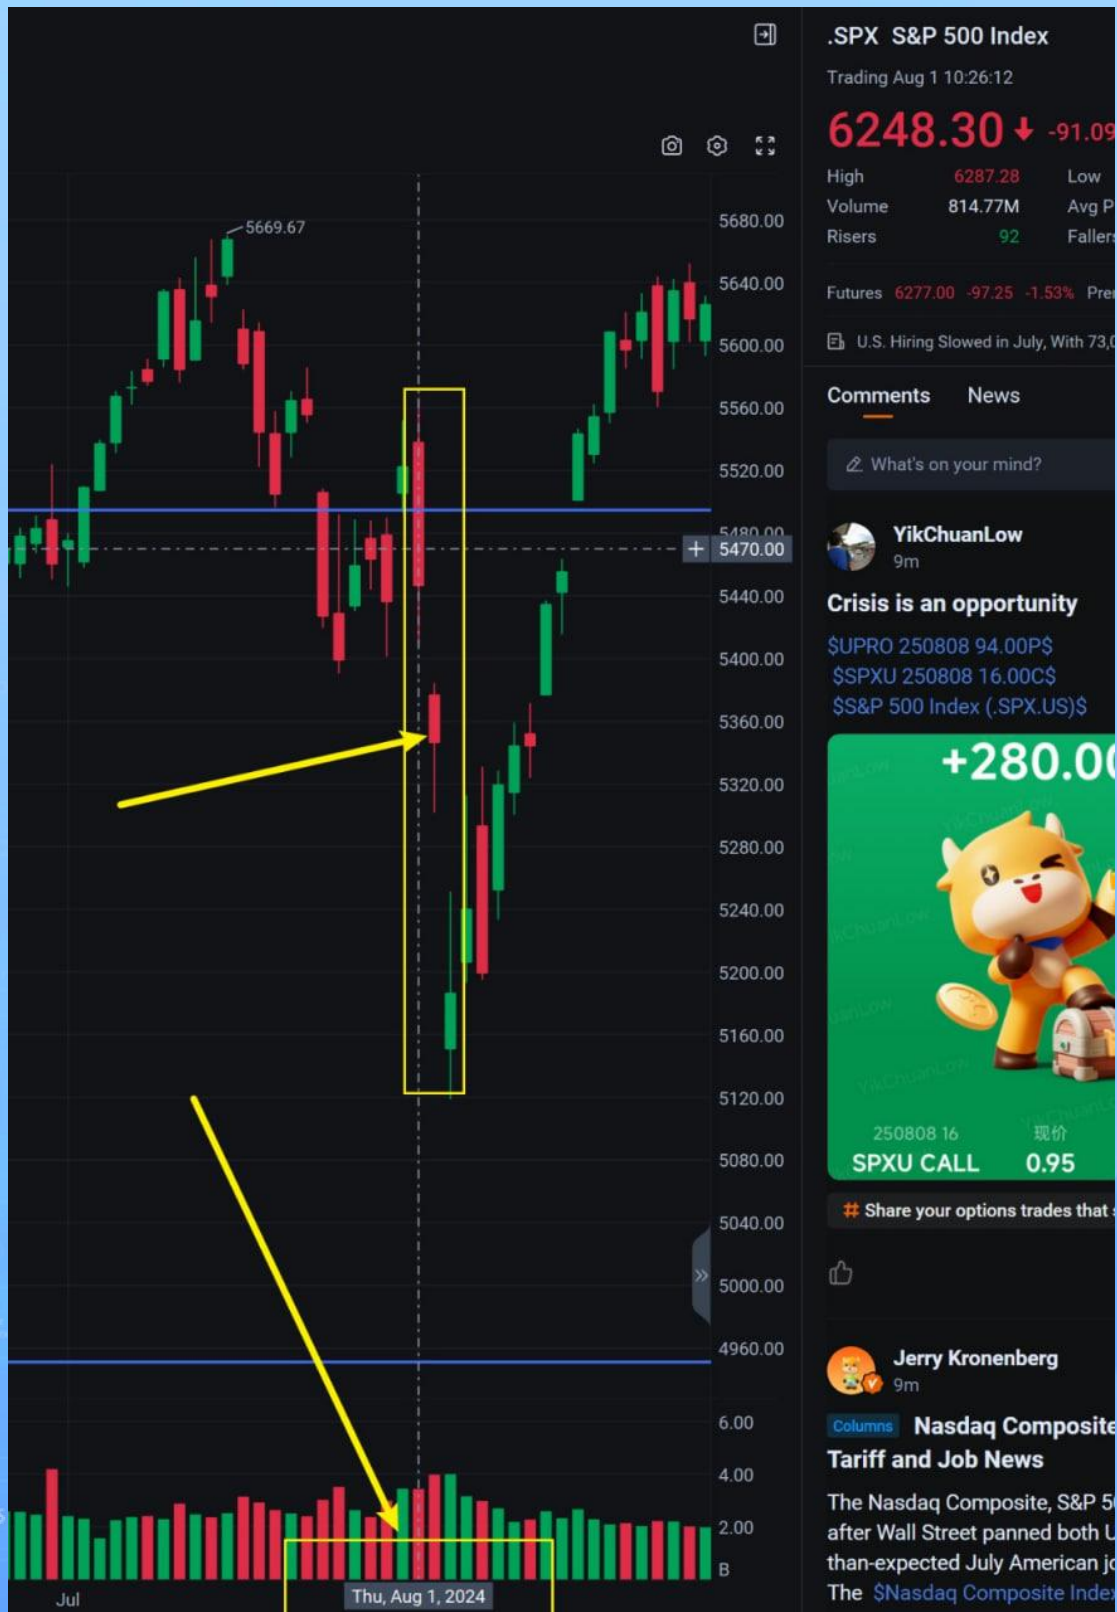 .SPX S&P 500 Index
Trading Aug 1 10:26:12
6248.30 -91.09
High 6287.28 Low
Volume 814.77M Avg P
Risers 92 Fallers
Futures 6277.00 -97.25 -1.53% Pre
U.S. Hiring Slowed in July, With 73,0
Comments News
What's on your mind?
YikChuanLow
9m
Crisis is an opportunity
$UPRO 250808 94.00P$
$SPXU 250808 16.00C$
$S&P 500 Index (.SPX.US)$
+280.00
250808 16 现价
SPXU CALL 0.95
# Share your options trades that s
Jerry Kronenberg
9m
Columns Nasdaq Composite
Tariff and Job News
The Nasdaq Composite, S&P 5
after Wall Street panned both U
than-expected July American jo
The $Nasdaq Composite Index
5669.67
5680.00
5640.00
5600.00
5560.00
5520.00
5480.00
5470.00
5440.00
5400.00
5360.00
5320.00
5280.00
5240.00
5200.00
5160.00
5120.00
5080.00
5040.00
5000.00
4960.00
6.00
4.00
2.00
B
Jul
Thu, Aug 1, 2024